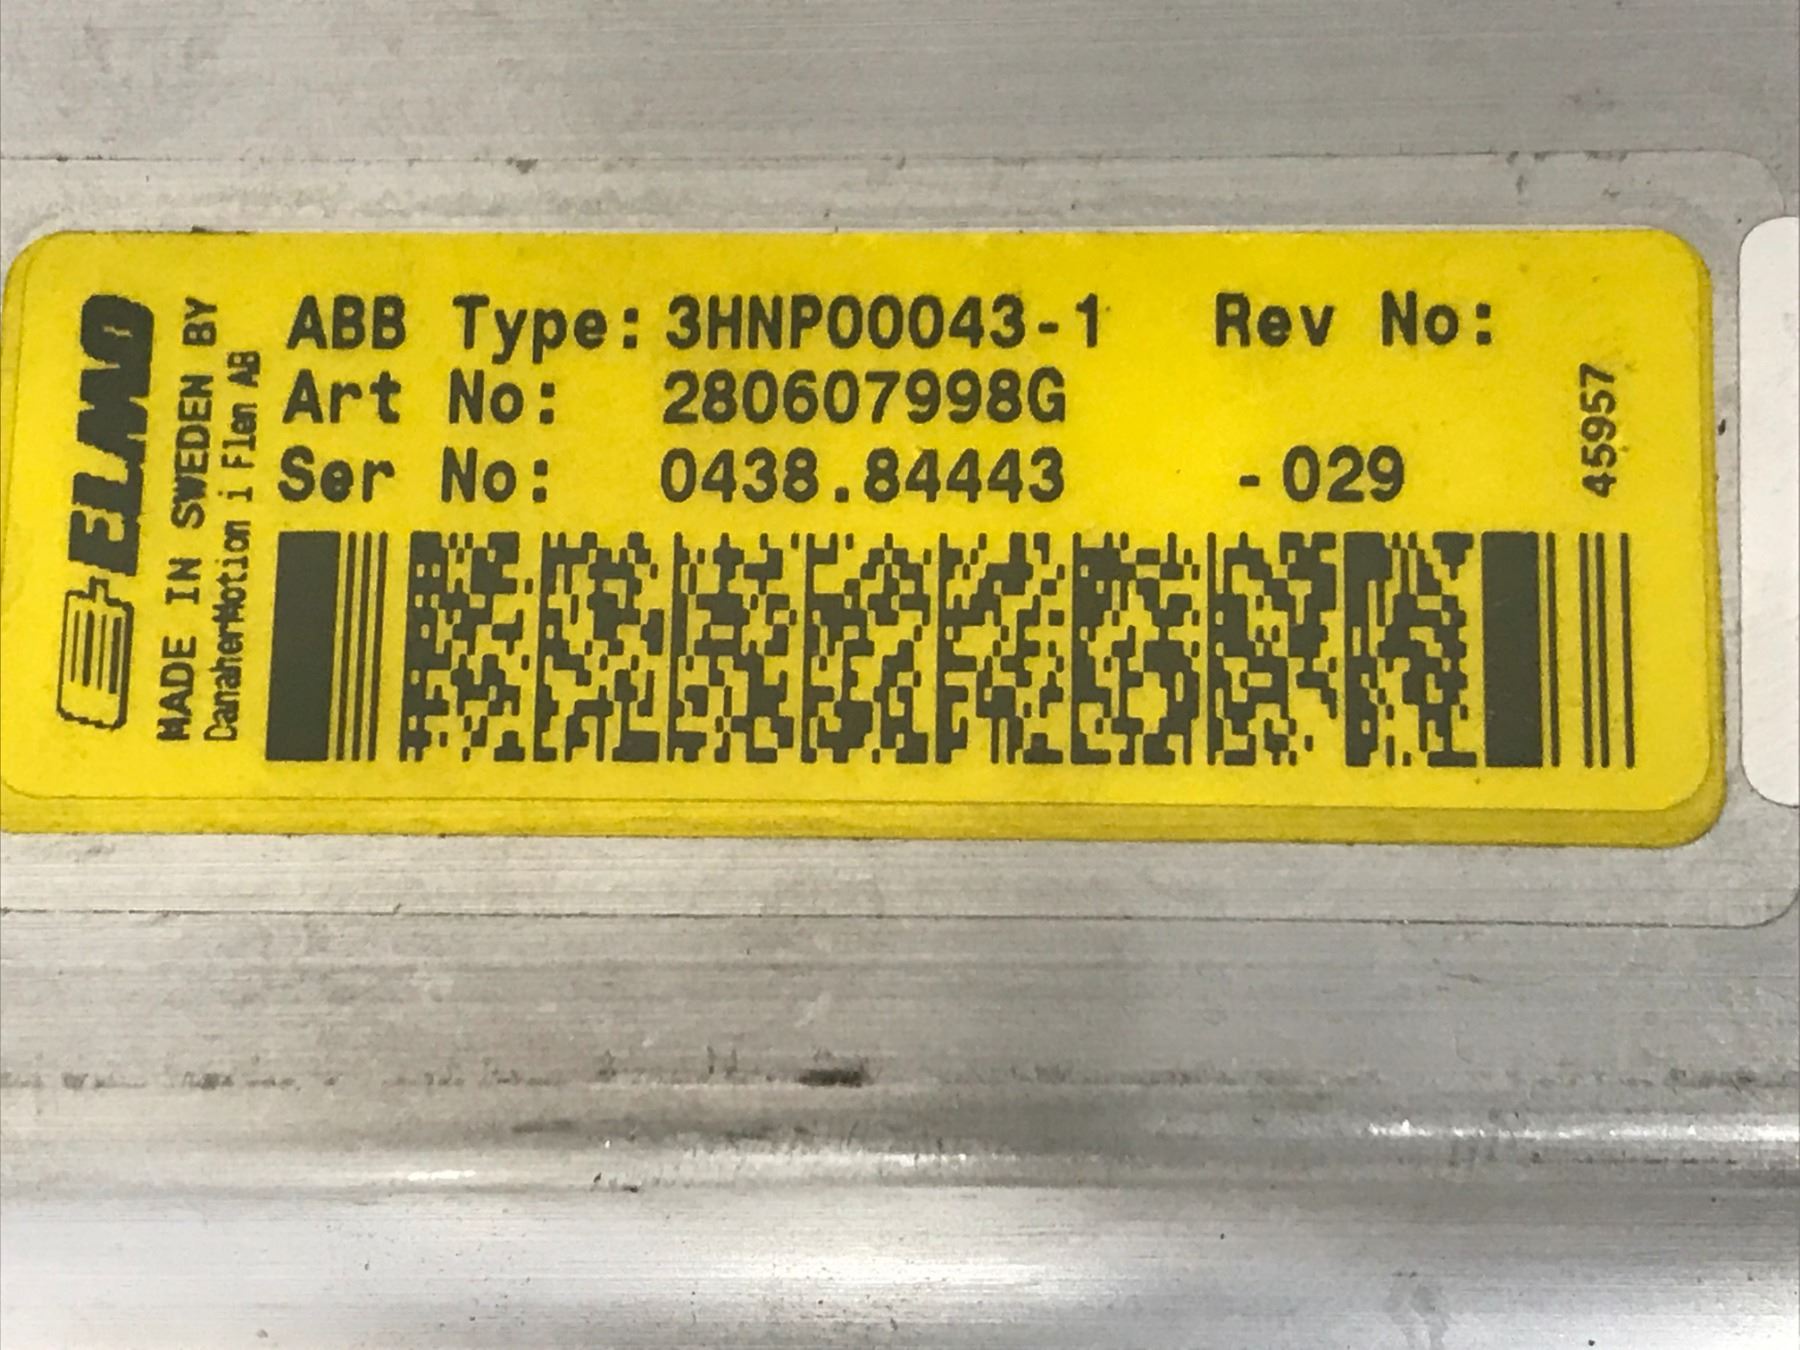 ELMO
MADE IN SWEDEN BY
DanaherMotion i Flen AB
ABB Type: 3HNP00043-1 Rev No:
Art No: 280607998G
Ser No: 0438.84443 -029
45957